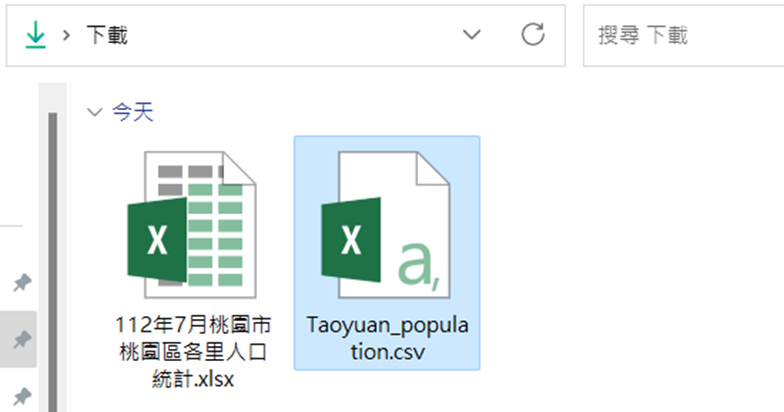 下載
搜尋 下載
今天
112年7月桃園市
桃園區各里人口
統計.xlsx
Taoyuan_popula
tion.csv